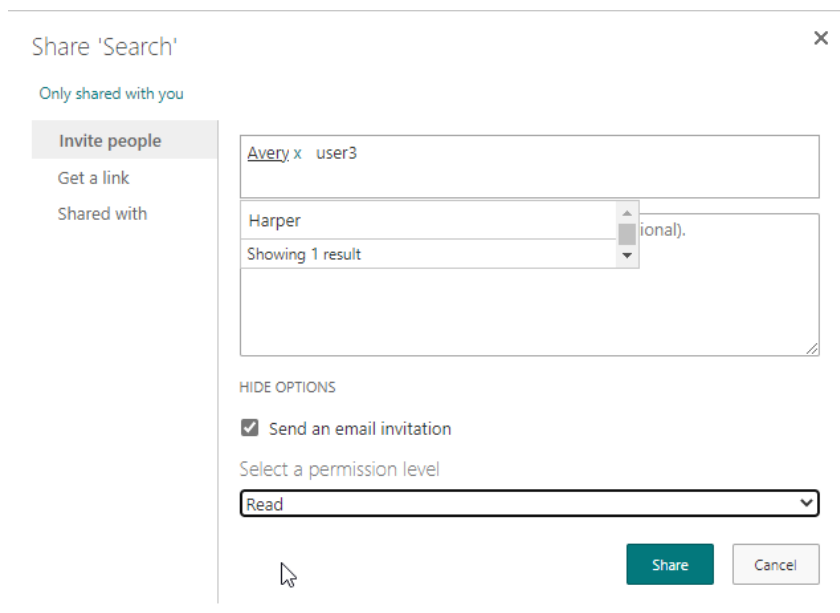 Share 'Search'
Only shared with you
Invite people
Get a link
Shared with
Avery x user3
Harper
Showing 1 result
ional).
HIDE OPTIONS
Send an email invitation
Select a permission level
Read
Share
Cancel